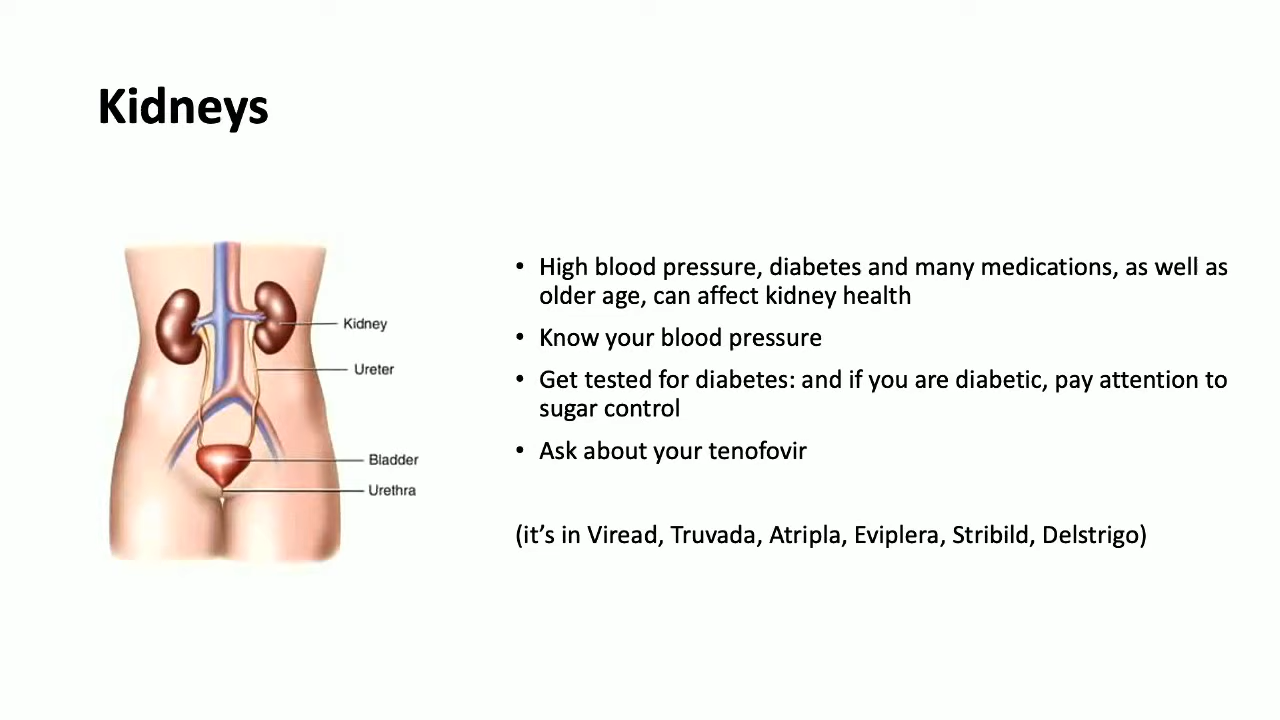 Kidneys
Kidney
Ureter
Bladder
Urethra
• High blood pressure, diabetes and many medications, as well as
older age, can affect kidney health
• Know your blood pressure
• Get tested for diabetes: and if you are diabetic, pay attention to
sugar control
• Ask about your tenofovir
(it’s in Viread, Truvada, Atripla, Eviplera, Stribild, Delstrigo)